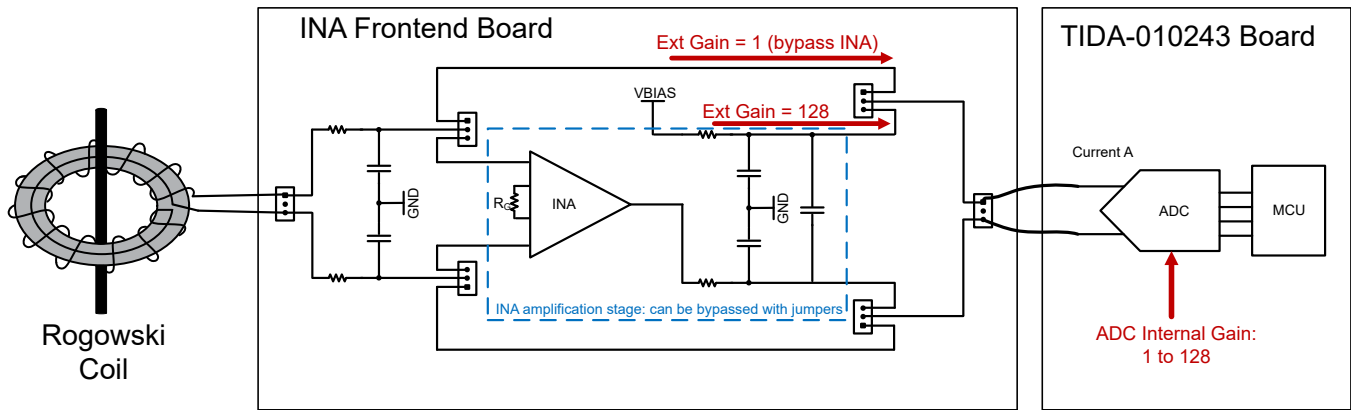 INA Frontend Board
TIDA-010243 Board
Ext Gain = 1 (bypass INA)
VBIAS
Ext Gain = 128
Current A
GND
RG
INA
GND
ADC
MCU
INA amplification stage: can be bypassed with jumpers
Rogowski
Coil
ADC Internal Gain:
1 to 128